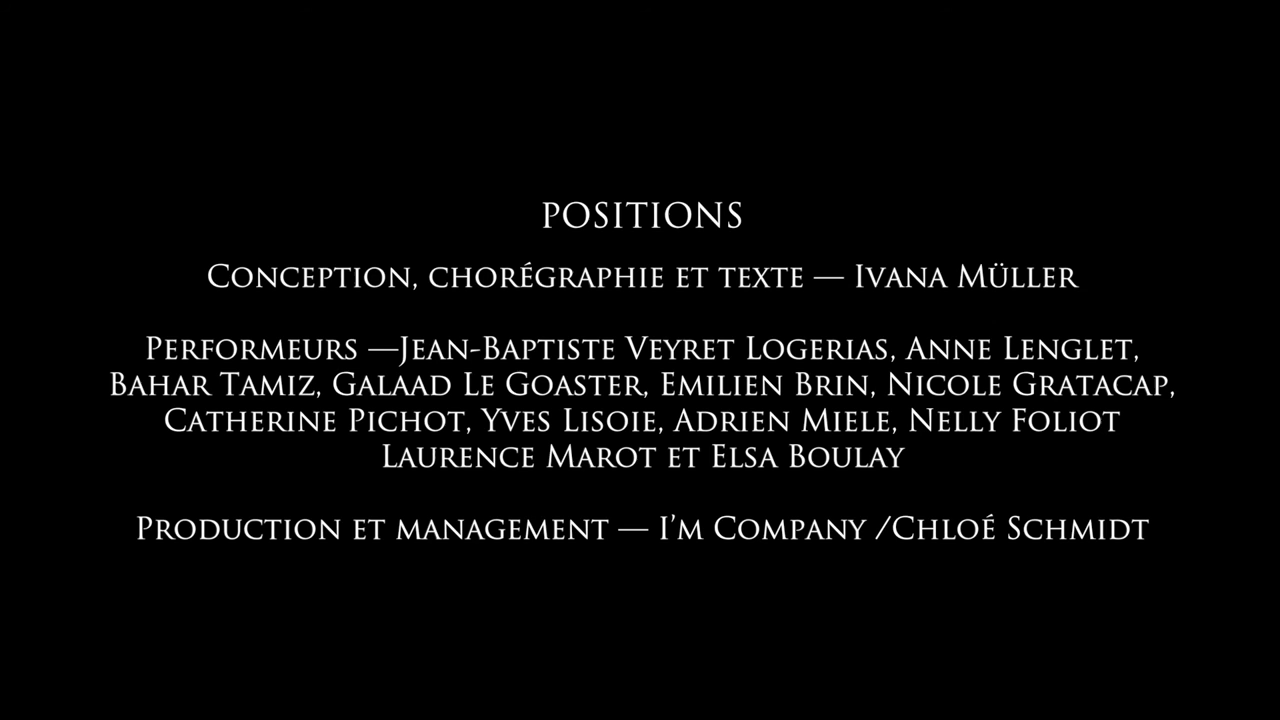 POSITIONS
Conception, chorégraphie et texte — Ivana Müller
Performeurs —Jean-Baptiste Veyret Logerias, Anne Lenglet,
Bahar Tamiz, Galaad Le Goaster, Emilien Brin, Nicole Gratacap,
Catherine Pichot, Yves Lisoie, Adrien Miele, Nelly Foliot
Laurence Marot et Elsa Boulay
Production et management — I’m Company /Chloé Schmidt